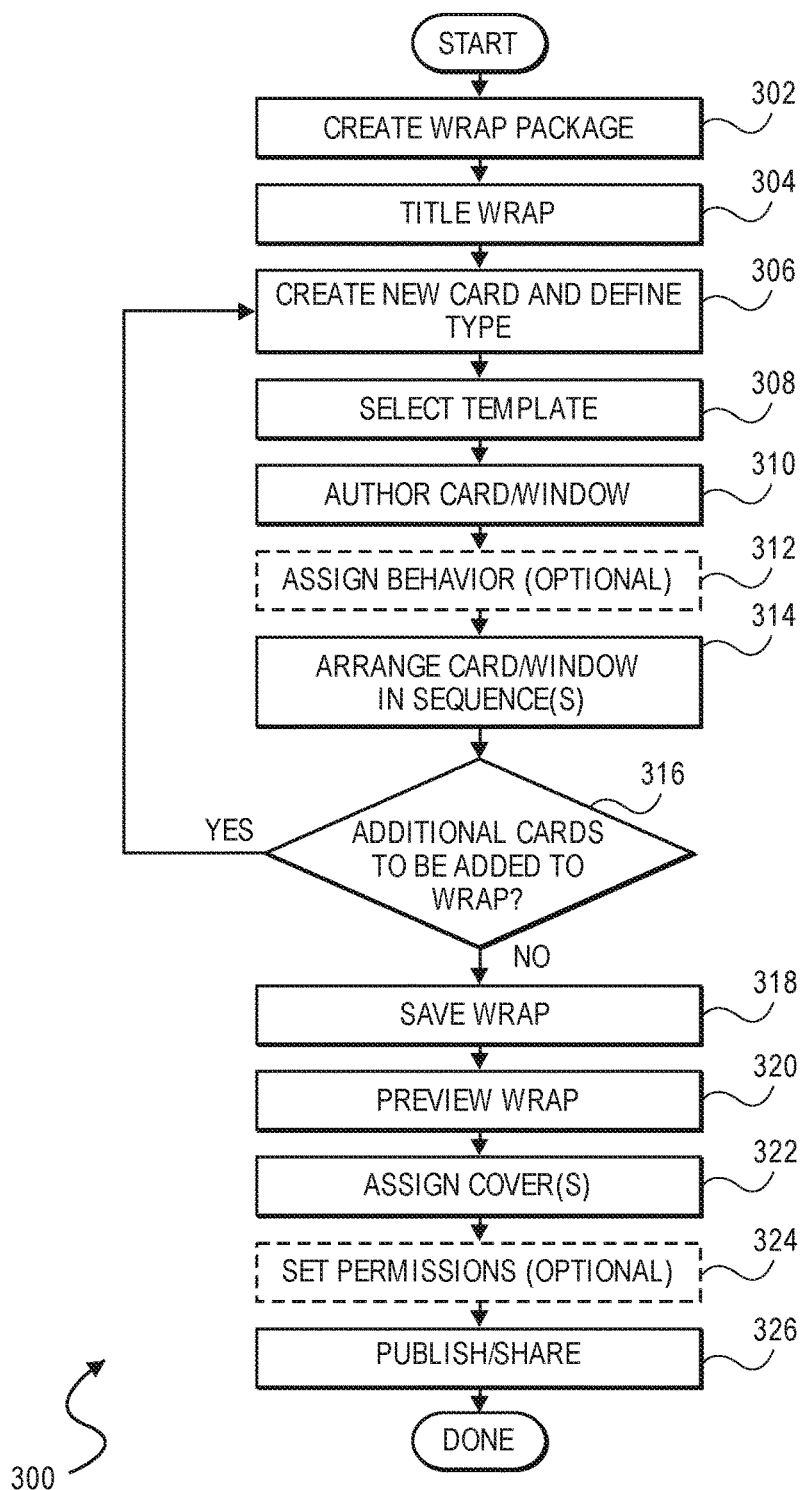 START
302
CREATE WRAP PACKAGE
304
TITLE WRAP
306
CREATE NEW CARD AND DEFINE
TYPE
308
SELECT TEMPLATE
310
AUTHOR CARD/WINDOW
312
ASSIGN BEHAVIOR (OPTIONAL)
314
ARRANGE CARD/WINDOW
IN SEQUENCE(S)
316
YES
ADDITIONAL CARDS
TO BE ADDED TO
WRAP?
NO
318
SAVE WRAP
320
PREVIEW WRAP
322
ASSIGN COVER(S)
324
SET PERMISSIONS (OPTIONAL)
326
PUBLISH/SHARE
DONE
300